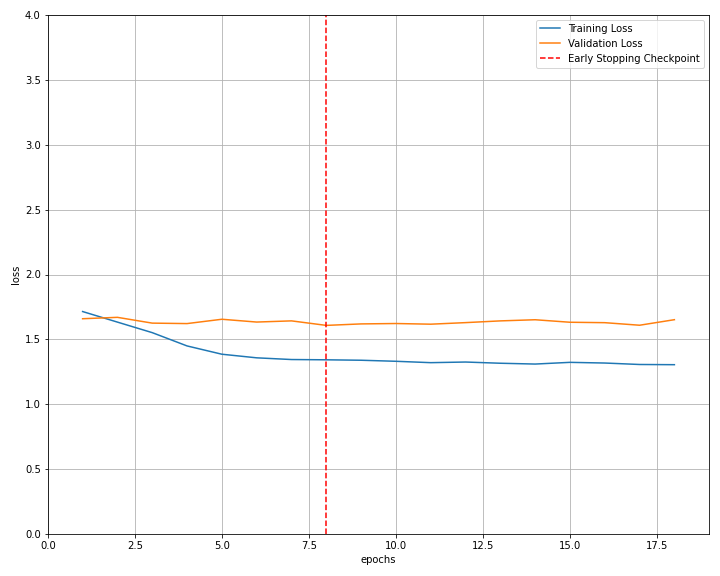 4.0
3.5
3.0
2.5
2.0
1.5
1.0
0.5
0.0
loss
0.0 2.5 5.0 7.5 10.0 12.5 15.0 17.5
epochs
Training Loss
Validation Loss
Early Stopping Checkpoint